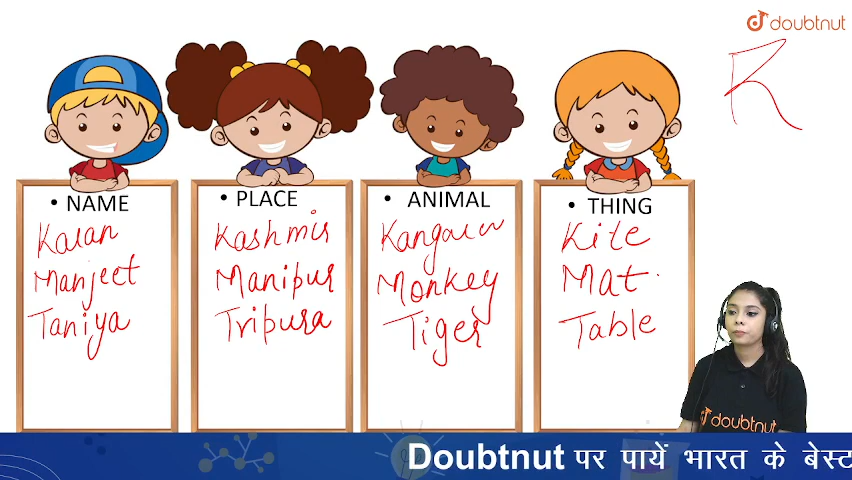 doubtnut
R
• NAME
Karan
Manjeet
Taniya
• PLACE
Kashmir
Manipur
Tripura
• ANIMAL
Kangaroo
Monkey
Tiger
• THING
Kite
Mat.
Table
doubtnut
Doubtnut पर पायें भारत के बेस्ट